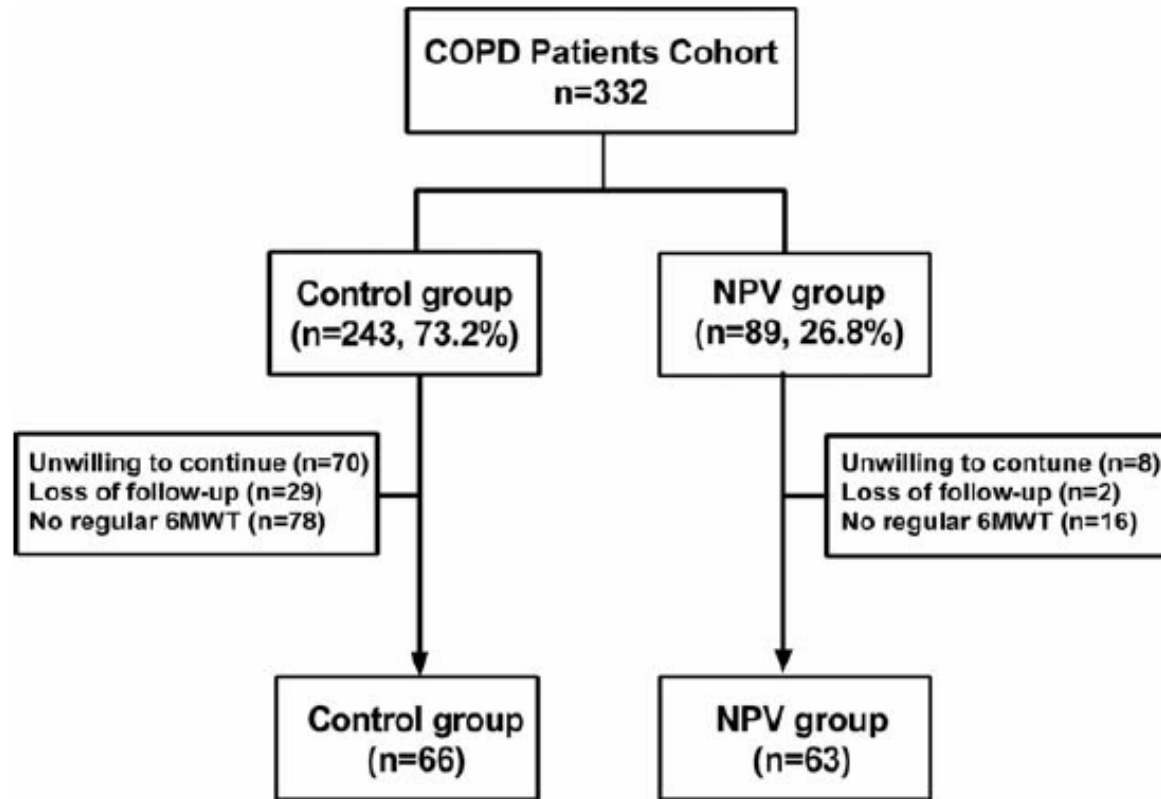 COPD Patients Cohort
n=332
Control group
(n=243, 73.2%)
NPV group
(n=89, 26.8%)
Unwilling to continue (n=70)
Loss of follow-up (n=29)
No regular 6MWT (n=78)
Unwilling to contune (n=8)
Loss of follow-up (n=2)
No regular 6MWT (n=16)
Control group
(n=66)
NPV group
(n=63)